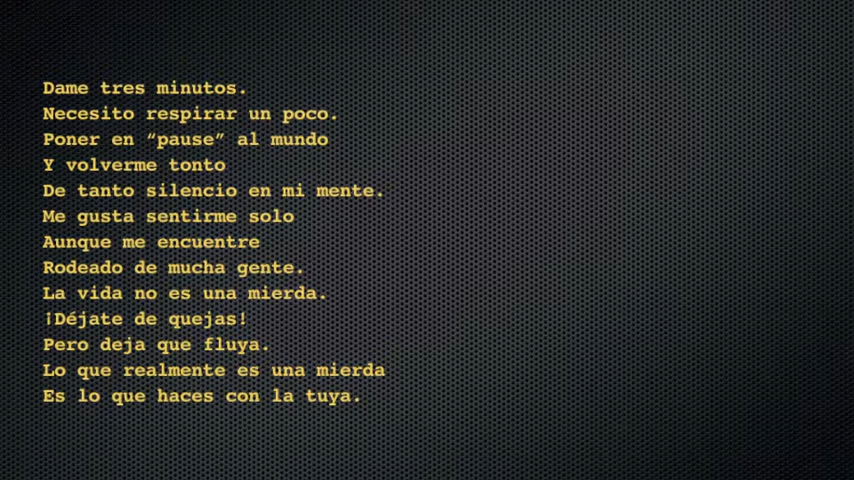 Dame tres minutos.
Necesito respirar un poco.
Poner en “pause” al mundo
Y volverme tonto
De tanto silencio en mi mente.
Me gusta sentirme solo
Aunque me encuentre
Rodeado de mucha gente.
La vida no es una mierda.
¡Déjate de quejas!
Pero deja que fluya.
Lo que realmente es una mierda
Es lo que haces con la tuya.